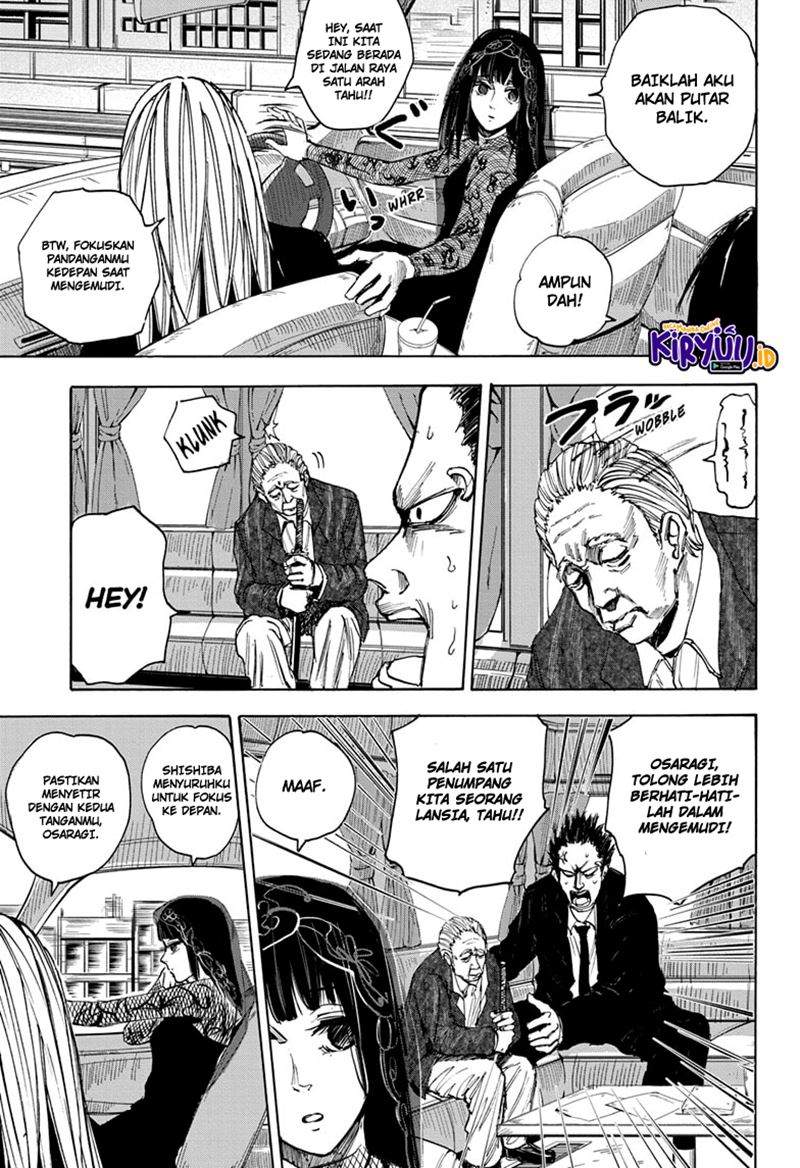 BAIKLAH AKU
AKAN PUTAR
BALIK.
HEY, SAAT
INI KITA
SEDANG BERADA
DI JALAN RAYA
SATU ARAH
TAHU!!
WHRR
AMPUN
DAH!
BTW, FOKUSKAN
PANDANGANMU
KEDEPAN SAAT
MENGEMUDI.
KIRYUU.id
フラッ
WOBBLE
KLUNK
HEY!
OSARAGI,
TOLONG LEBIH
BERHATI-HATI-
LAH DALAM
MENGEMUDI!
SALAH SATU
PENUMPANG
KITA SEORANG
LANSIA, TAHU!!
MAAF.
SHISHIBA
MENYURUHKU
UNTUK FOKUS
KE DEPAN.
PASTIKAN
MENYETIR
DENGAN KEDUA
TANGANMU,
OSARAGI.